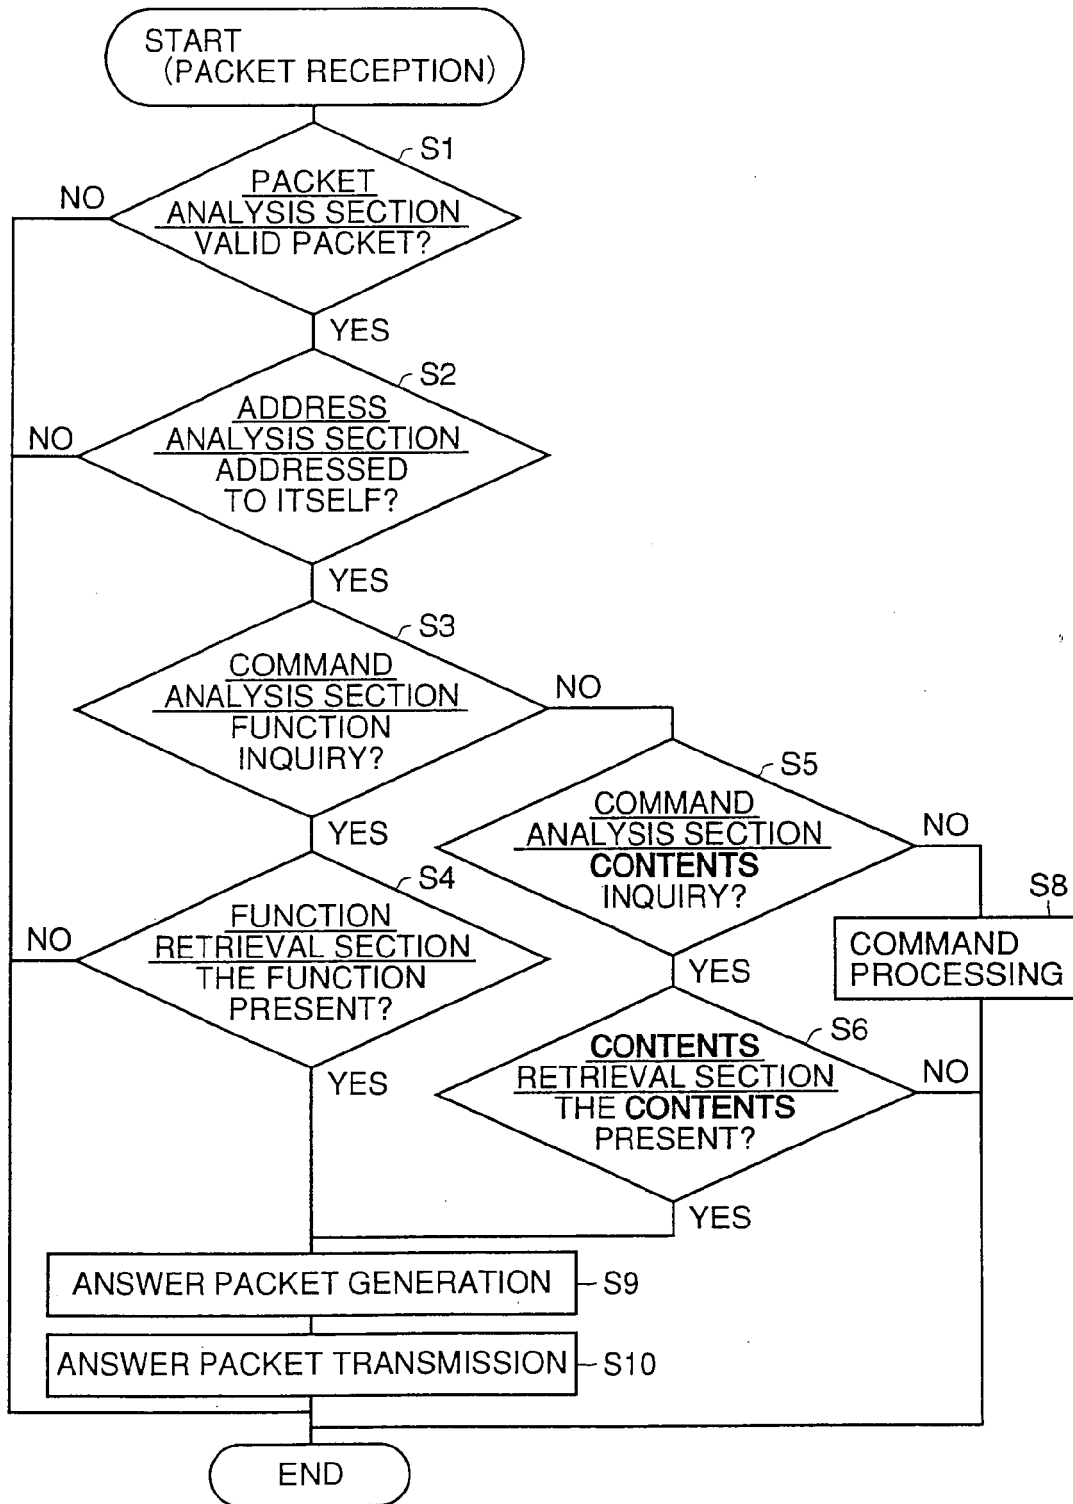 START
(PACKET RECEPTION)
S1
NO
PACKET
ANALYSIS SECTION
VALID PACKET?
YES
S2
NO
ADDRESS
ANALYSIS SECTION
ADDRESSED
TO ITSELF?
YES
S3
COMMAND
ANALYSIS SECTION
FUNCTION
INQUIRY?
NO
YES
S5
COMMAND
ANALYSIS SECTION
CONTENTS
INQUIRY?
NO
YES
S4
NO
FUNCTION
RETRIEVAL SECTION
THE FUNCTION
PRESENT?
YES
S8
COMMAND
PROCESSING
S6
CONTENTS
RETRIEVAL SECTION
THE CONTENTS
PRESENT?
NO
YES
ANSWER PACKET GENERATION
S9
ANSWER PACKET TRANSMISSION
S10
END